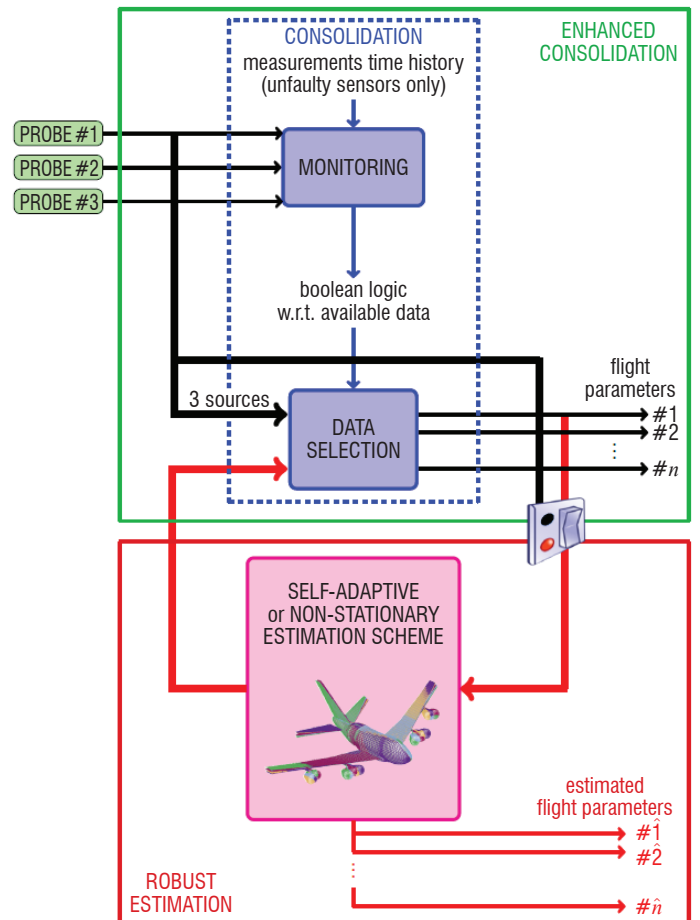 CONSOLIDATION
ENHANCED
CONSOLIDATION
measurements time history
(unfaulty sensors only)
PROBE #1
PROBE #2
PROBE #3
MONITORING
boolean logic
w.r.t. available data
flight
parameters
3 sources
DATA
SELECTION
#1
#2
⋮
#n
SELF-ADAPTIVE
or NON-STATIONARY
ESTIMATION SCHEME
estimated
flight parameters
#1̂
#2̂
⋮
#n̂
ROBUST
ESTIMATION